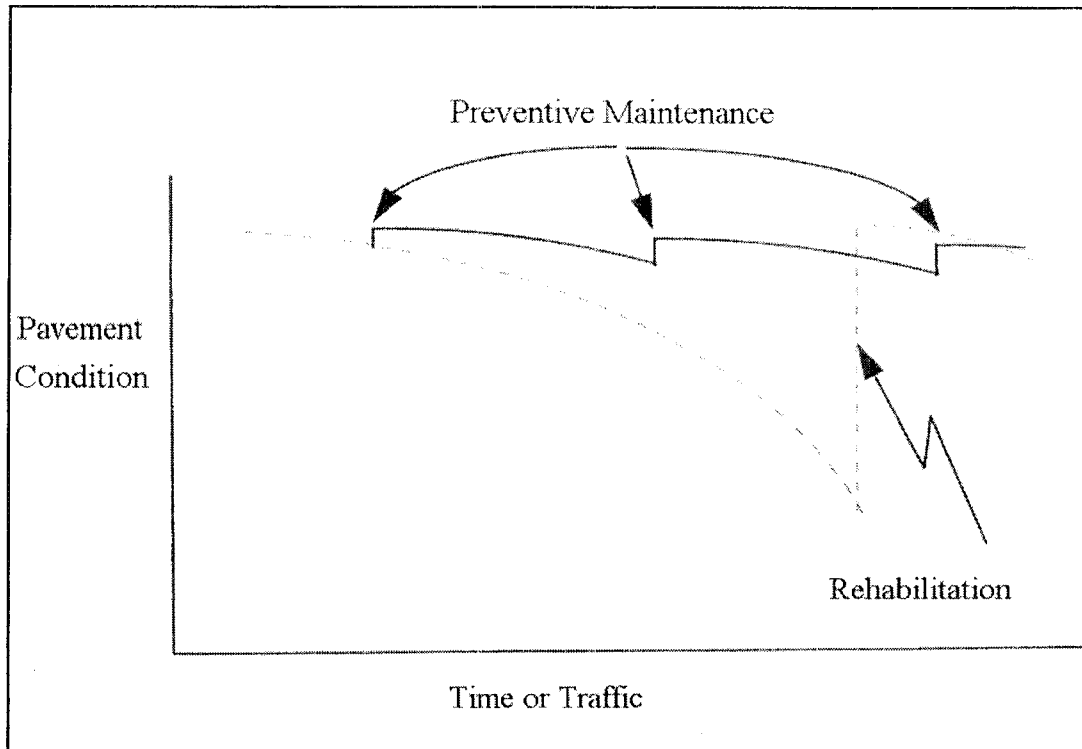 Preventive Maintenance
Pavement
Condition
Rehabilitation
Time or Traffic